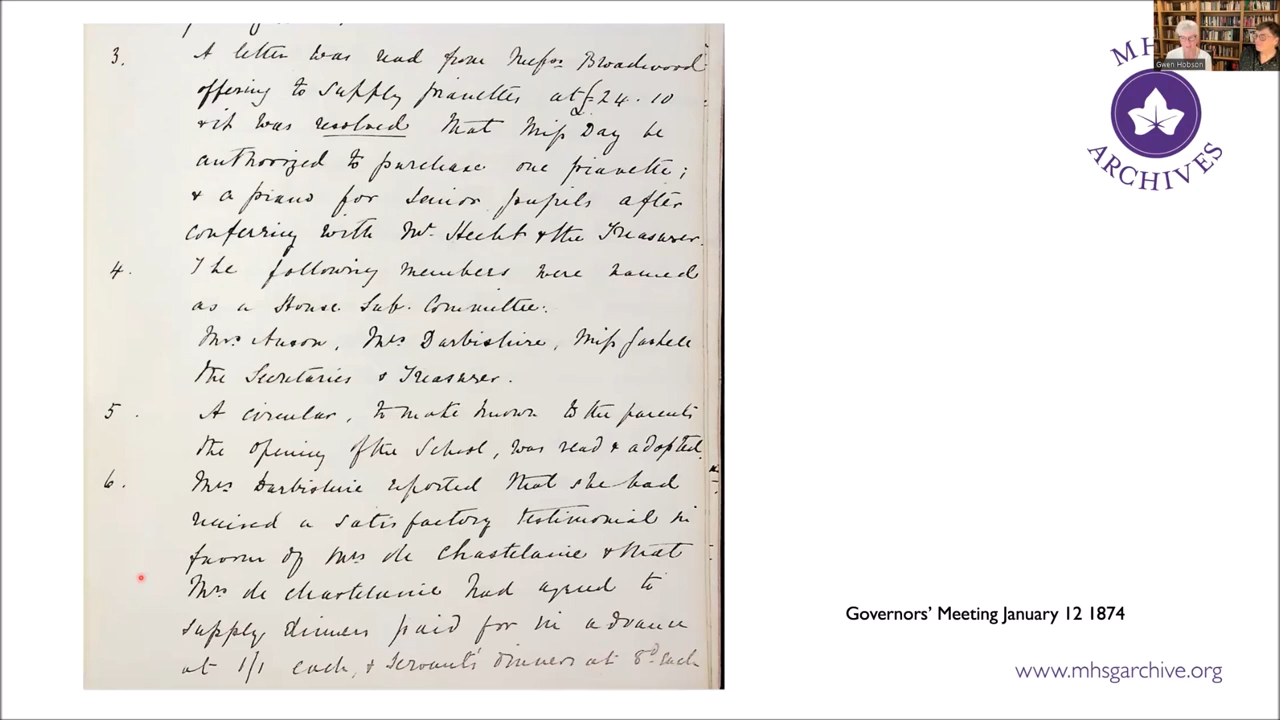 3. A letter was read from Messrs Broadwood
offering to supply pianettes at £24.10
& it was resolved that Miss Day be
authorized to purchase one pianette;
& a piano for Senior pupils after
conferring with Mr. Hecht & the Treasurer.
4. The following members were named
as a House Sub. Committee:
Mrs. Anson, Mrs Darbishire, Miss Gaskell
the Secretaries & Treasurer.
5. A circular, to make known to the parents
the opening of the School, was read & adopted.
6. Mrs Darbishire reported that she had
received a satisfactory testimonial in
favour of Mrs de Chastelaine & that
Mrs de Chastelaine had agreed to
supply dinners paid for in advance
at 1/1 each, & Servants' dinners at 8d. each
Gwen Hobson
ARCHIVES
Governors' Meeting January 12 1874
www.mhsgarchive.org